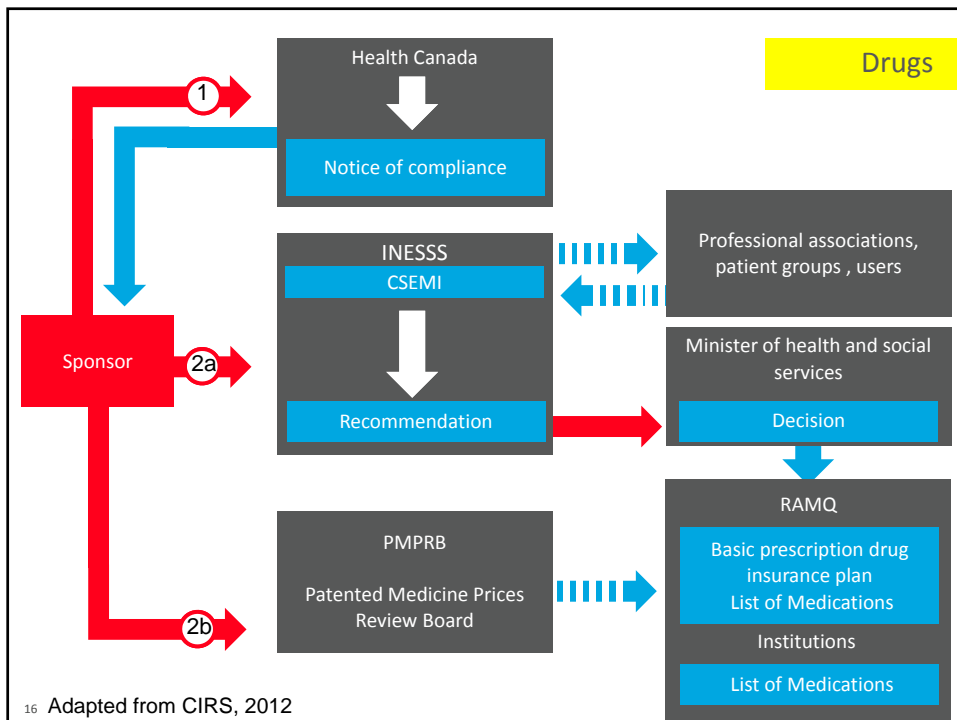 Drugs
Health Canada
1
Notice of compliance
INESSS
CSEMI
Professional associations,
patient groups , users
Sponsor
2a
Recommendation
Minister of health and social
services
Decision
PMPRB
Patented Medicine Prices
Review Board
2b
RAMQ
Basic prescription drug
insurance plan
List of Medications
Institutions
List of Medications
16 Adapted from CIRS, 2012